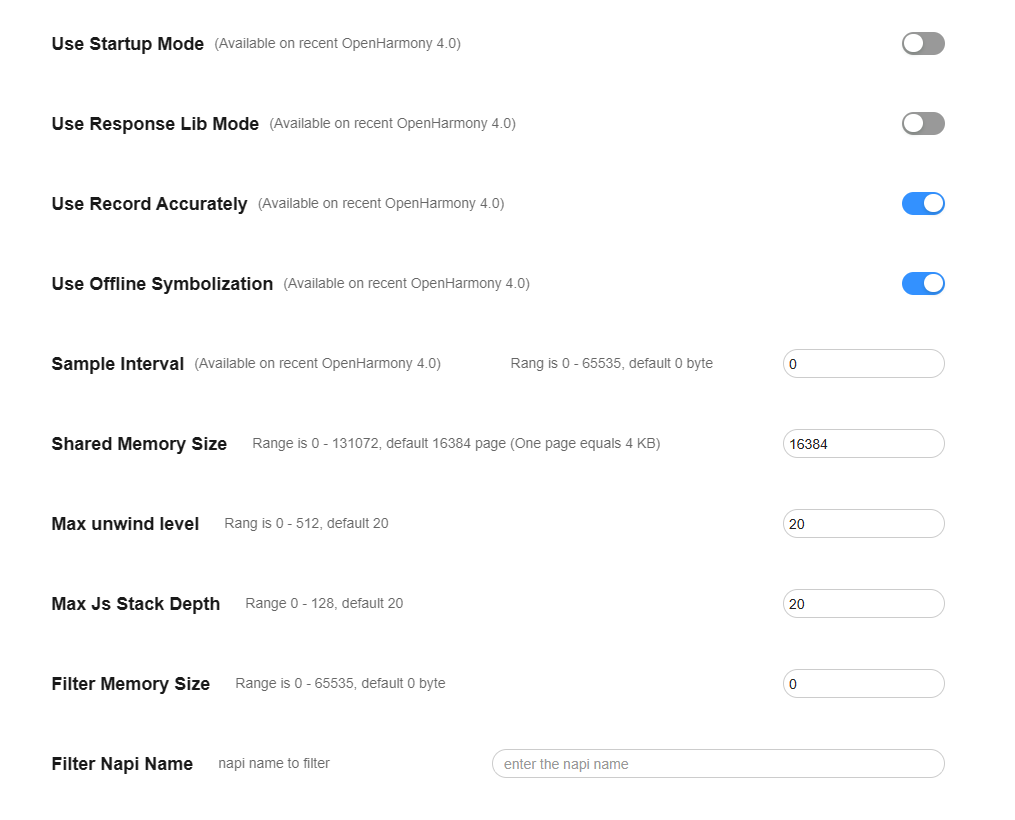 Use Startup Mode (Available on recent OpenHarmony 4.0)
Use Response Lib Mode (Available on recent OpenHarmony 4.0)
Use Record Accurately (Available on recent OpenHarmony 4.0)
Use Offline Symbolization (Available on recent OpenHarmony 4.0)
Sample Interval (Available on recent OpenHarmony 4.0) Rang is 0 - 65535, default 0 byte 0
Shared Memory Size Range is 0 - 131072, default 16384 page (One page equals 4 KB) 16384
Max unwind level Rang is 0 - 512, default 20 20
Max Js Stack Depth Range 0 - 128, default 20 20
Filter Memory Size Range is 0 - 65535, default 0 byte 0
Filter Napi Name napi name to filter enter the napi name